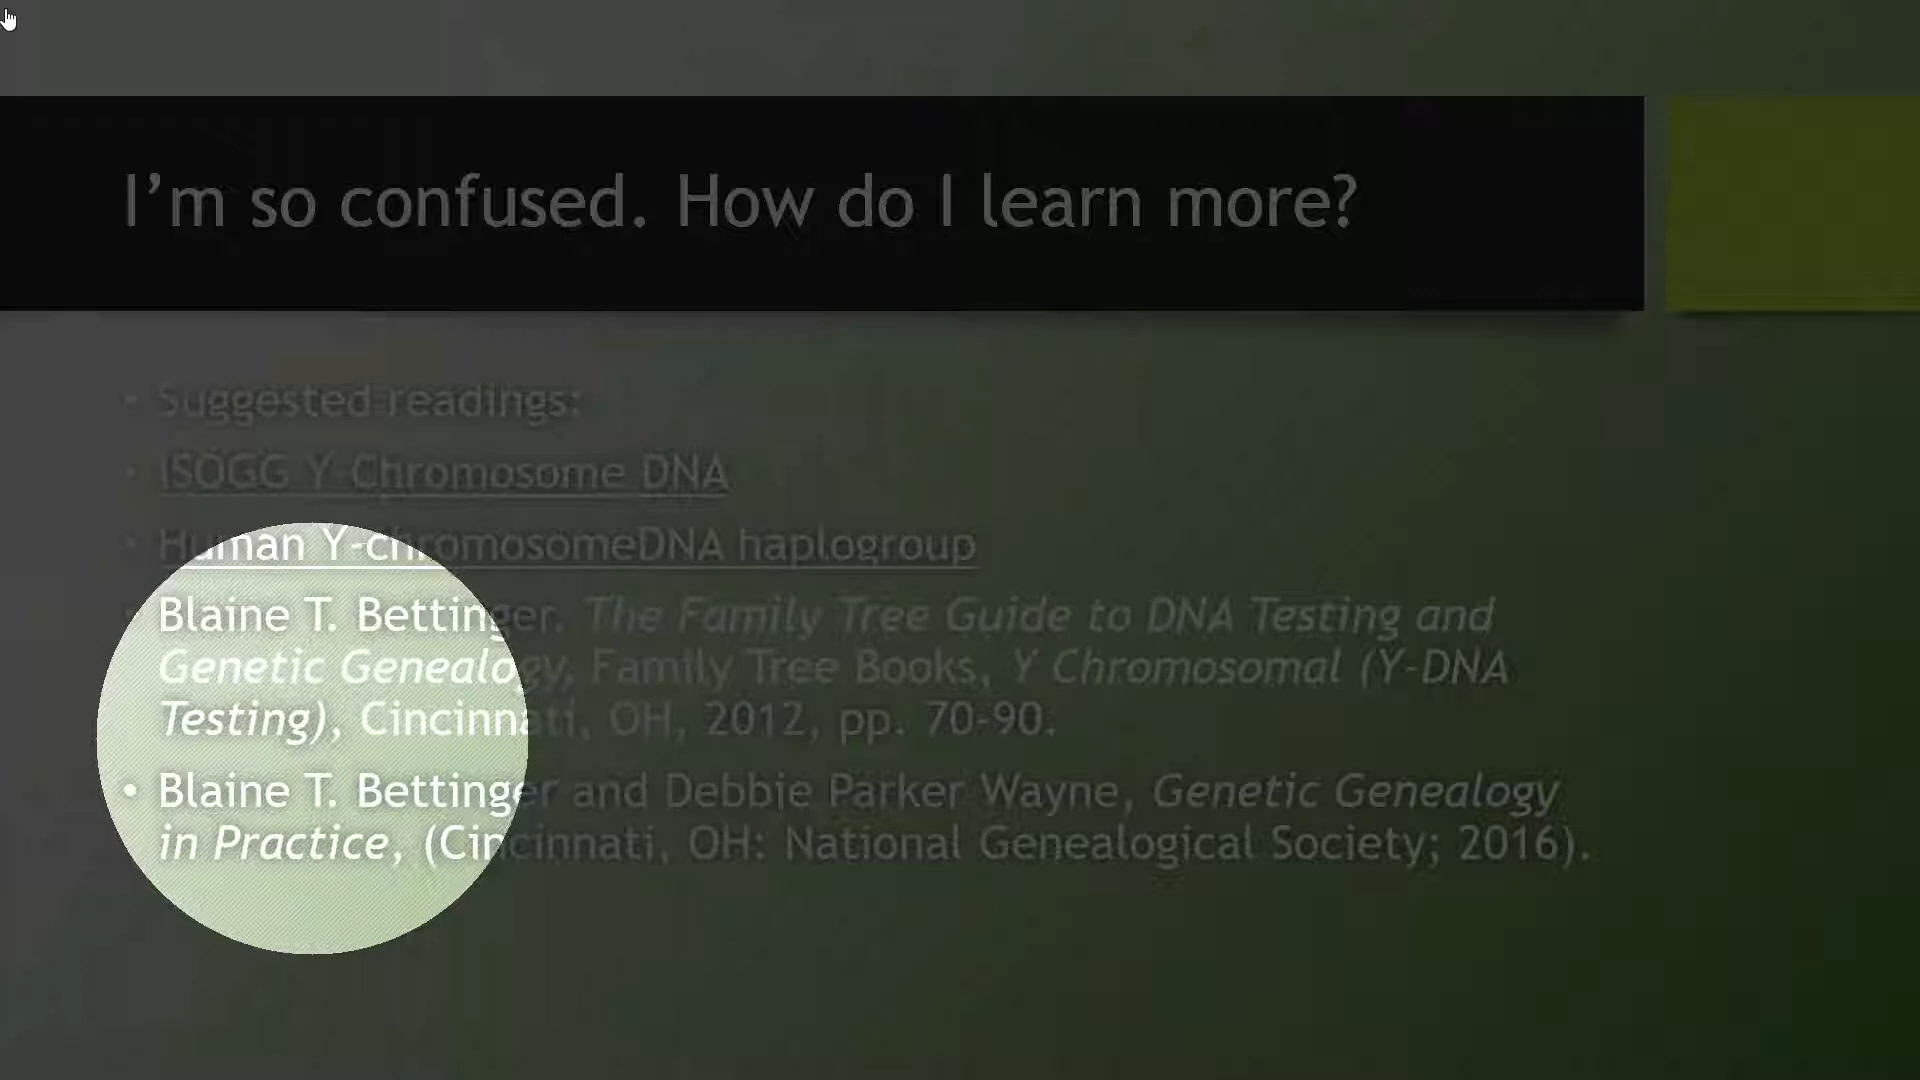 I’m so confused. How do I learn more?
• Suggested readings:
• ISOGG Y-Chromosome DNA
• Human Y-chromosomeDNA haplogroup
• Blaine T. Bettinger. The Family Tree Guide to DNA Testing and
Genetic Genealogy, Family Tree Books, Y Chromosomal (Y-DNA
Testing), Cincinnati, OH, 2012, pp. 70-90.
• Blaine T. Bettinger and Debbie Parker Wayne, Genetic Genealogy
in Practice, (Cincinnati, OH: National Genealogical Society; 2016).